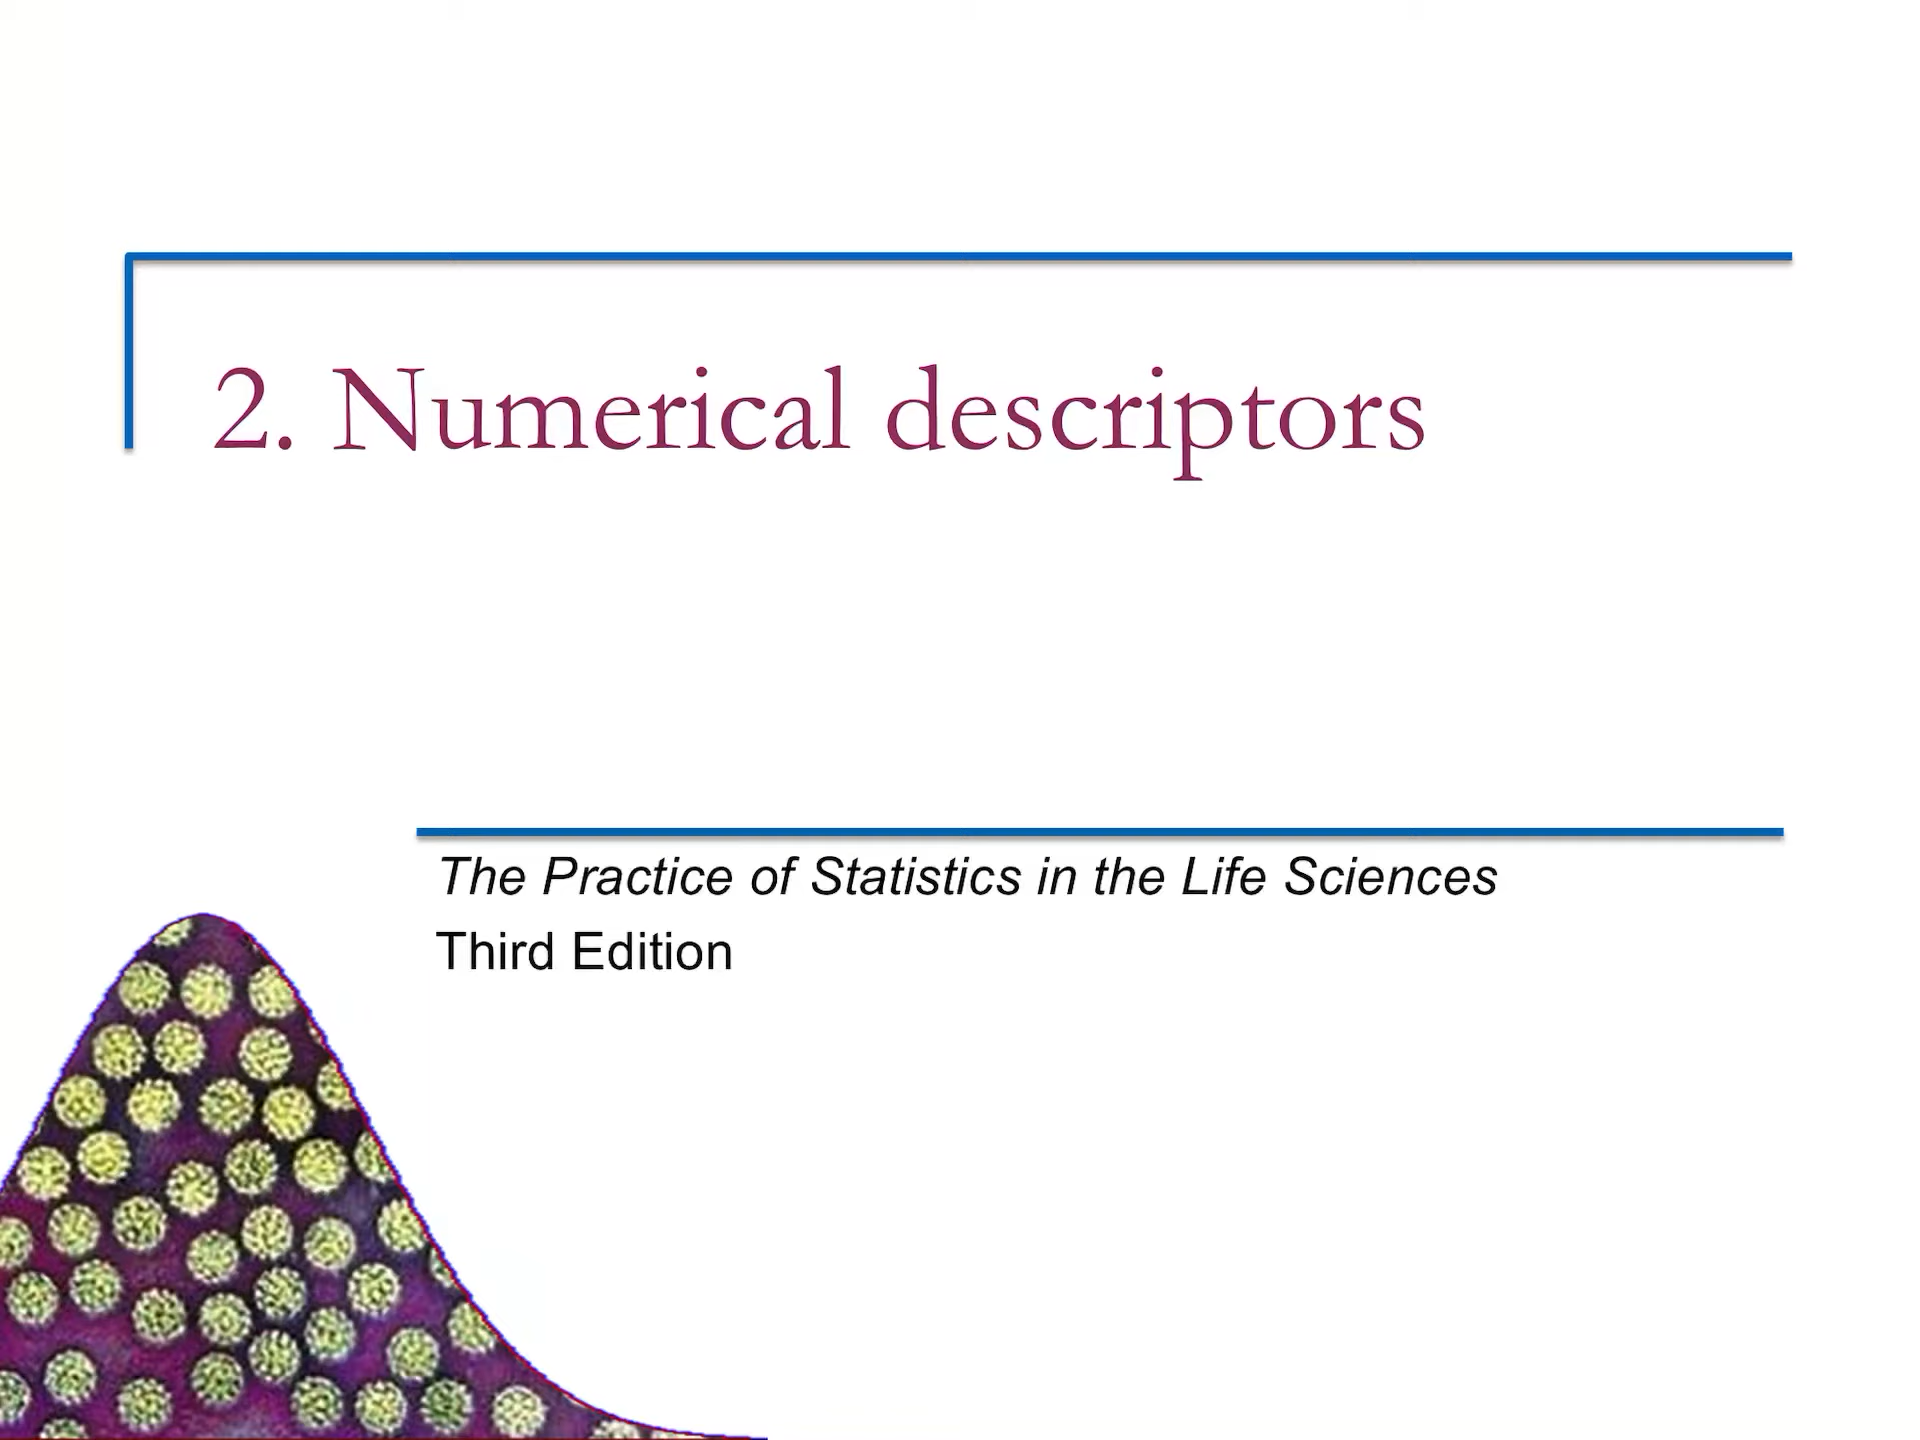 2. Numerical descriptors
The Practice of Statistics in the Life Sciences
Third Edition